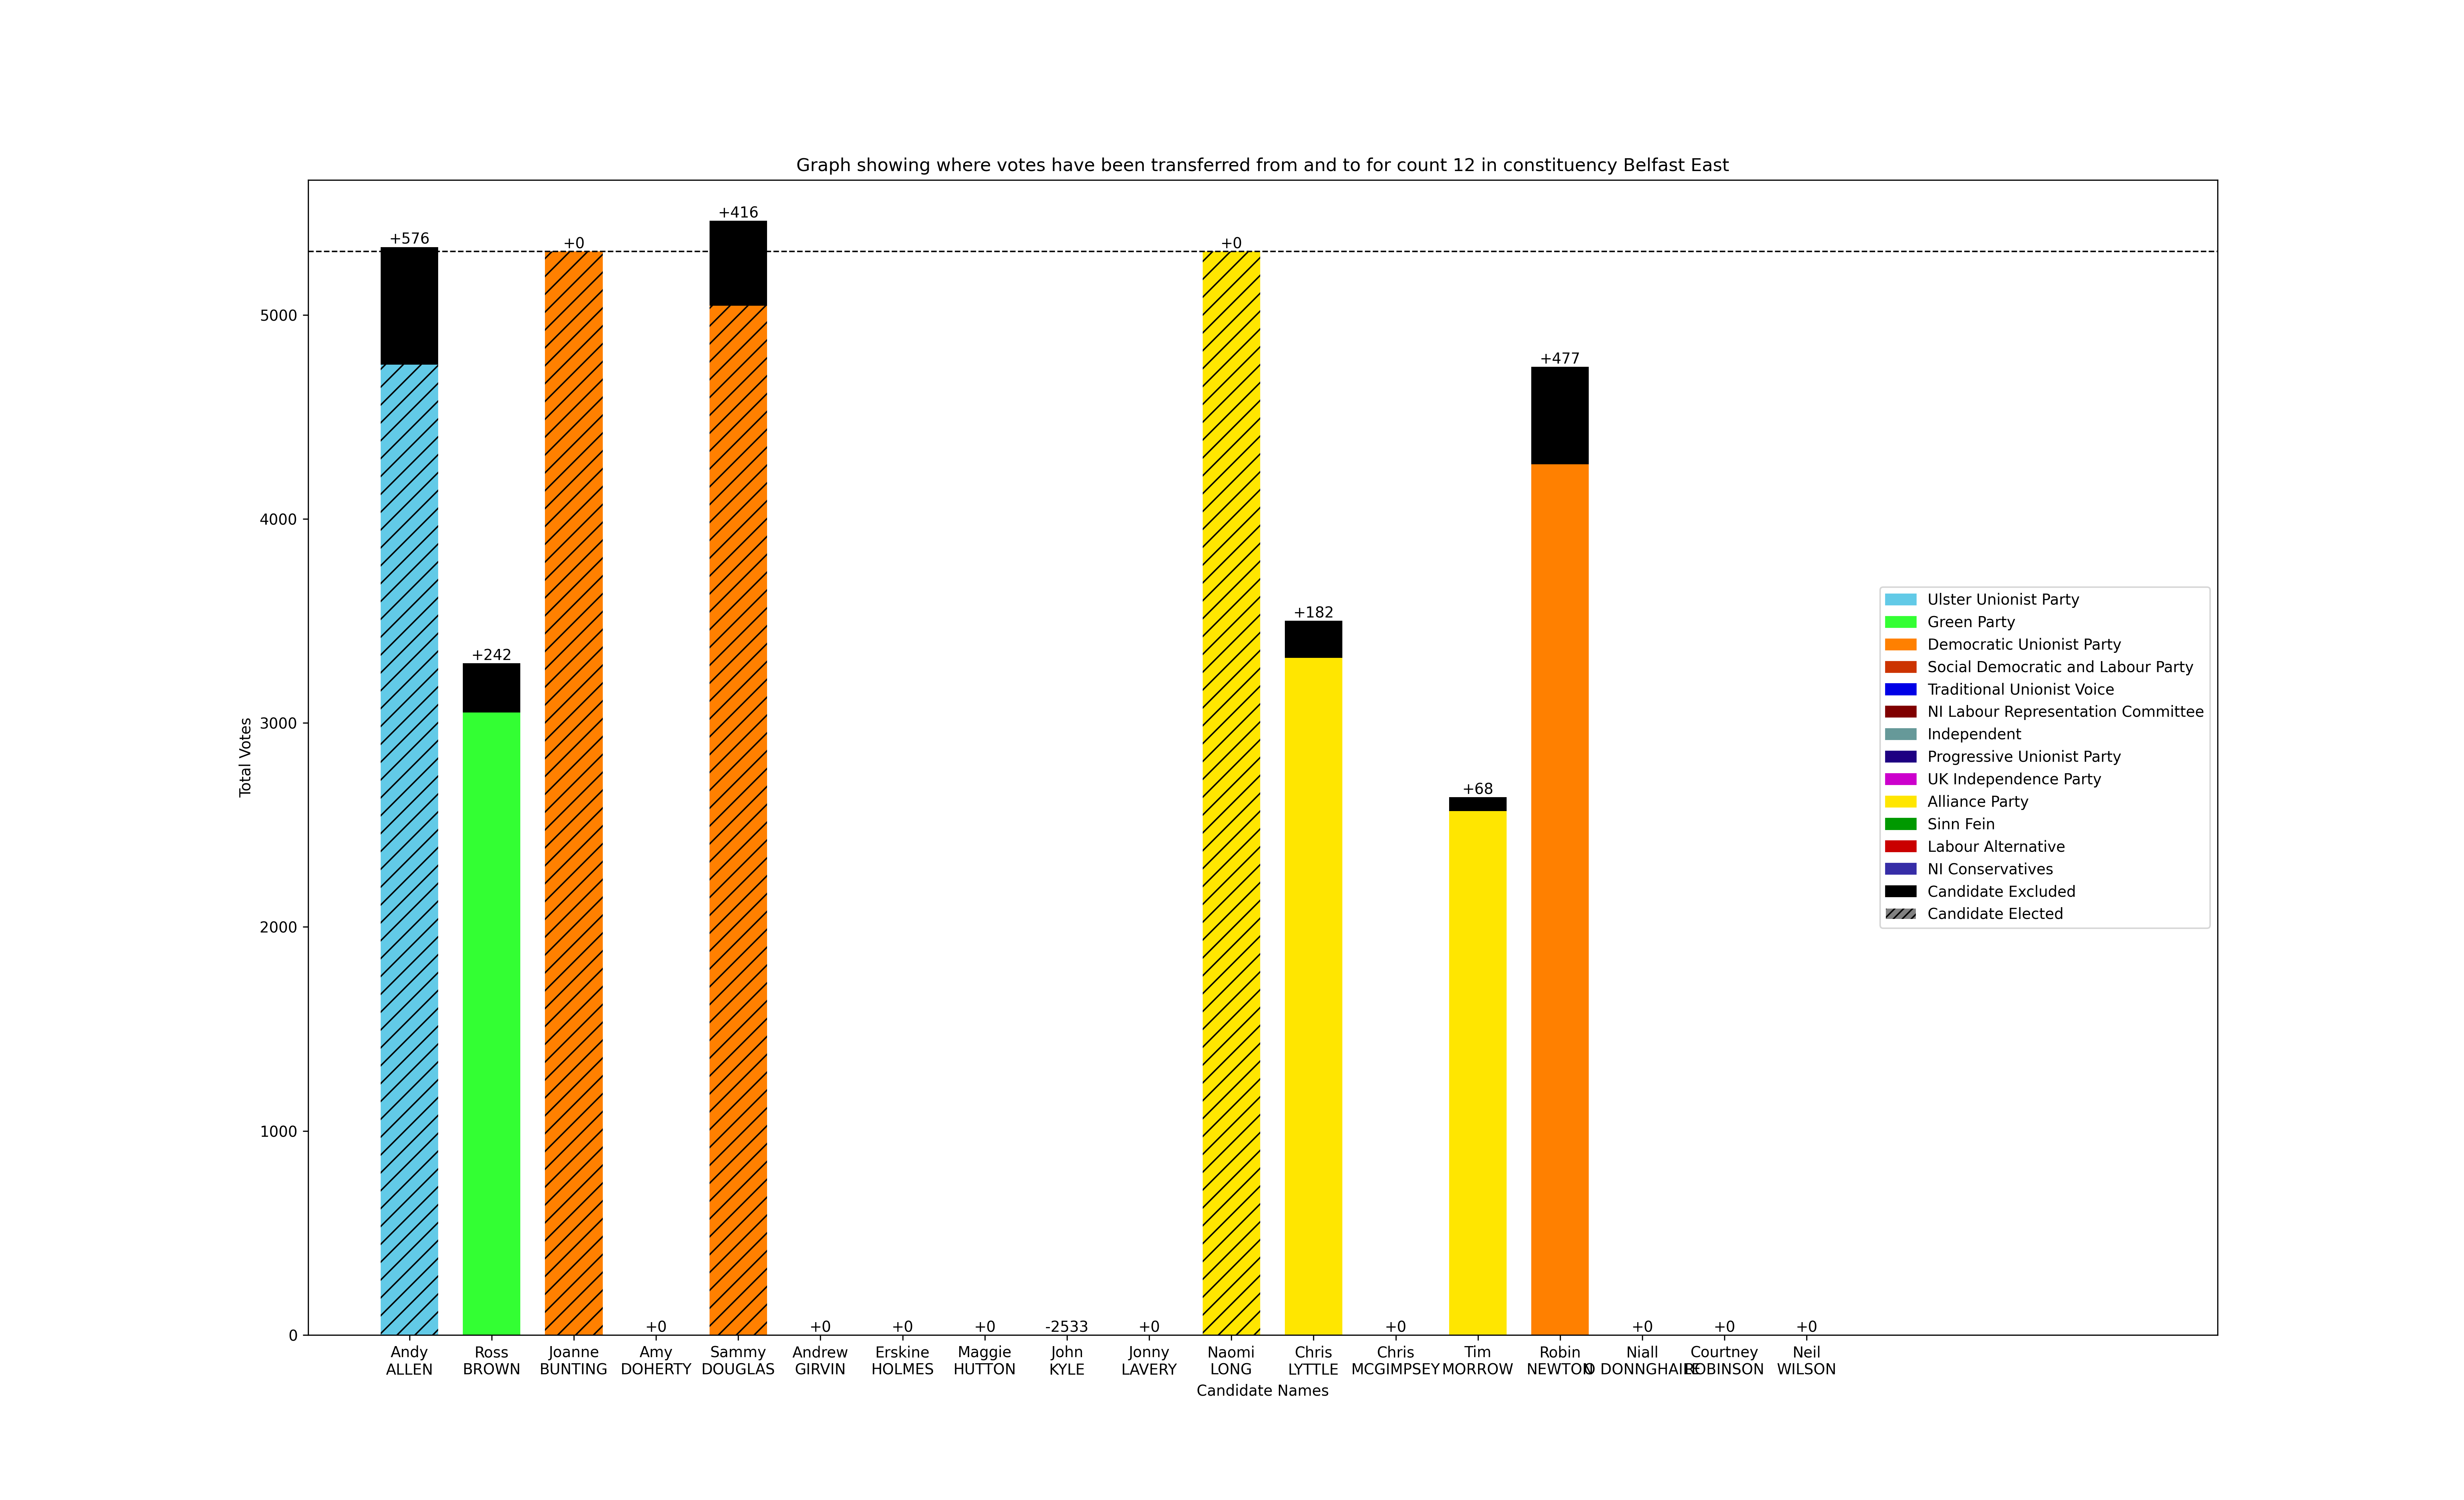 Graph showing where votes have been transferred from and to for count 12 in constituency Belfast East
+576
+242
+0
+0
+416
+0
+0
+0
-2533
+0
+0
+182
+0
+68
+477
+0
+0
+0
5000
4000
3000
2000
1000
0
Total Votes
Andy
ALLEN
Ross
BROWN
Joanne
BUNTING
Amy
DOHERTY
Sammy
DOUGLAS
Andrew
GIRVIN
Erskine
HOLMES
Maggie
HUTTON
John
KYLE
Jonny
LAVERY
Naomi
LONG
Chris
LYTTLE
Chris
MCGIMPSEY
Tim
MORROW
Robin
NEWTON
Niall
O DONNGHAILE
Courtney
ROBINSON
Neil
WILSON
Candidate Names
Ulster Unionist Party
Green Party
Democratic Unionist Party
Social Democratic and Labour Party
Traditional Unionist Voice
NI Labour Representation Committee
Independent
Progressive Unionist Party
UK Independence Party
Alliance Party
Sinn Fein
Labour Alternative
NI Conservatives
Candidate Excluded
Candidate Elected